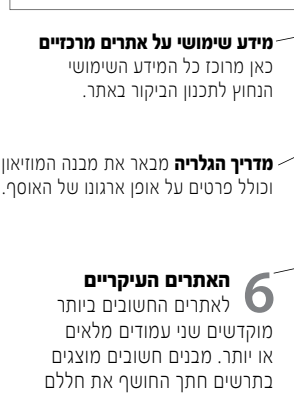 מידע שימושי על אתרים מרכזיים
כאן מרוכז כל המידע השימושי
הנחוץ לתכנון הביקור באתר.
מדריך הגלריה מבאר את מבנה המוזיאון
וכולל פרטים על אופן ארגונו של האוסף.
6 האתרים העיקריים
לאתרים החשובים ביותר
מוקדשים שני עמודים מלאים
או יותר. מבנים חשובים מוצגים
בתרשים חתך החושף את חללם